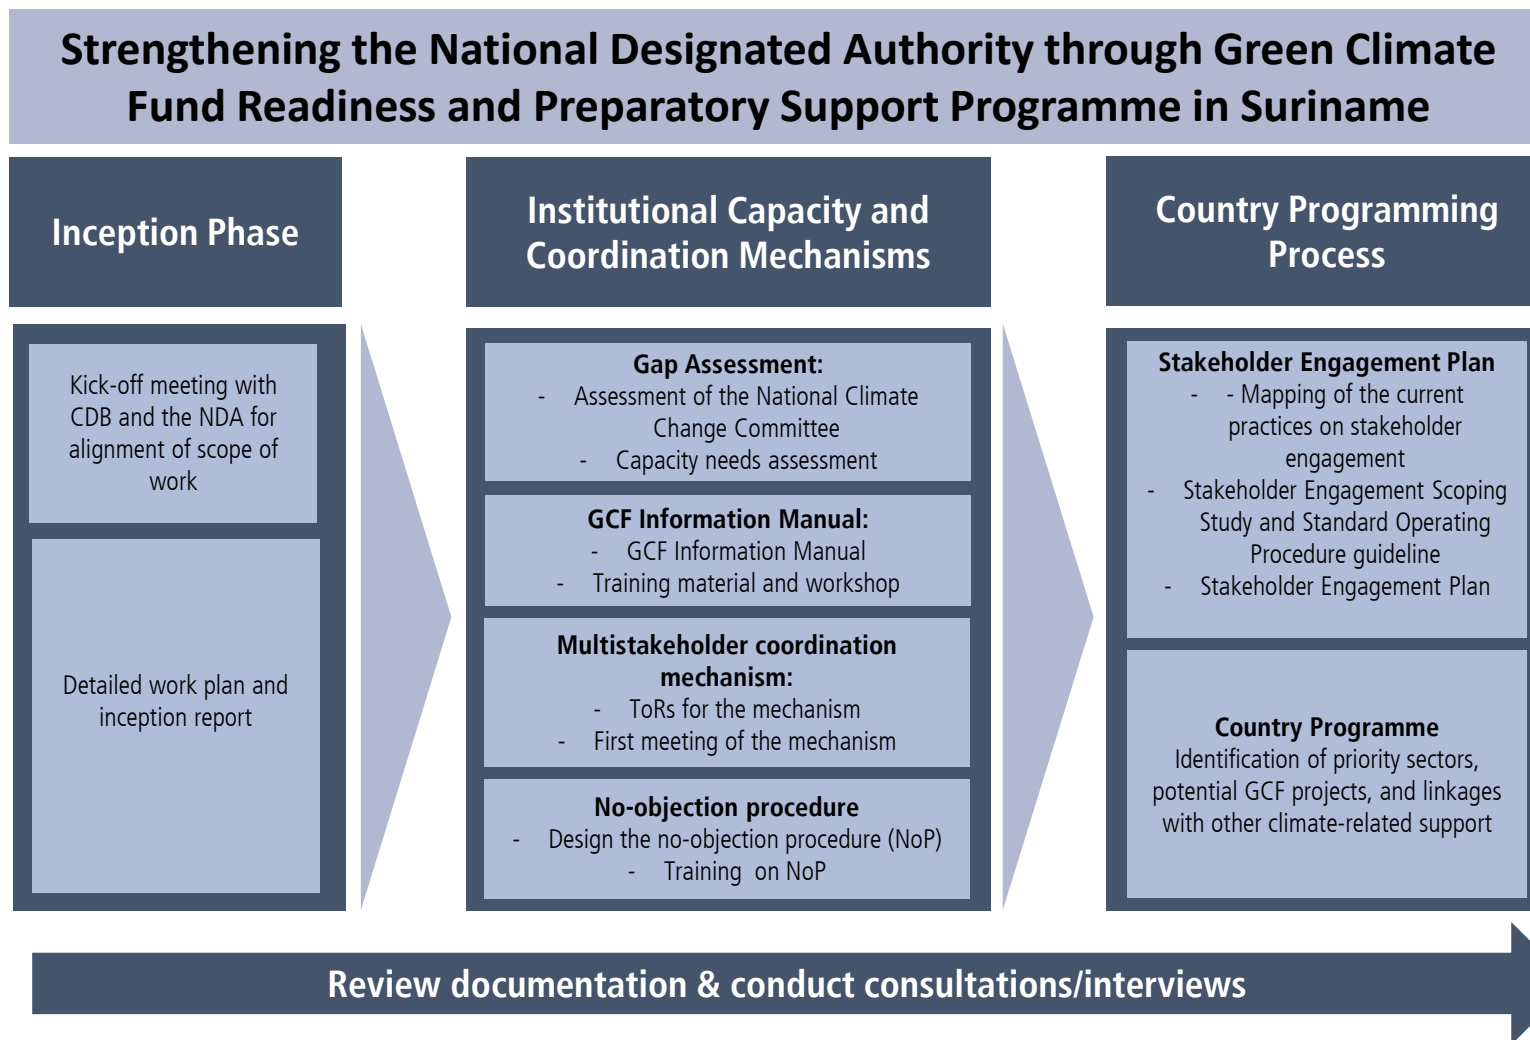 Strengthening the National Designated Authority through Green Climate
Fund Readiness and Preparatory Support Programme in Suriname
Inception Phase
Kick-off meeting with
CDB and the NDA for
alignment of scope of
work
Detailed work plan and
inception report
Institutional Capacity and
Coordination Mechanisms
Gap Assessment:
- Assessment of the National Climate
Change Committee
- Capacity needs assessment
GCF Information Manual:
- GCF Information Manual
- Training material and workshop
Multistakeholder coordination
mechanism:
- ToRs for the mechanism
- First meeting of the mechanism
No-objection procedure
- Design the no-objection procedure (NoP)
- Training on NoP
Country Programming
Process
Stakeholder Engagement Plan
- - Mapping of the current
practices on stakeholder
engagement
- Stakeholder Engagement Scoping
Study and Standard Operating
Procedure guideline
- Stakeholder Engagement Plan
Country Programme
Identification of priority sectors,
potential GCF projects, and linkages
with other climate-related support
Review documentation & conduct consultations/interviews